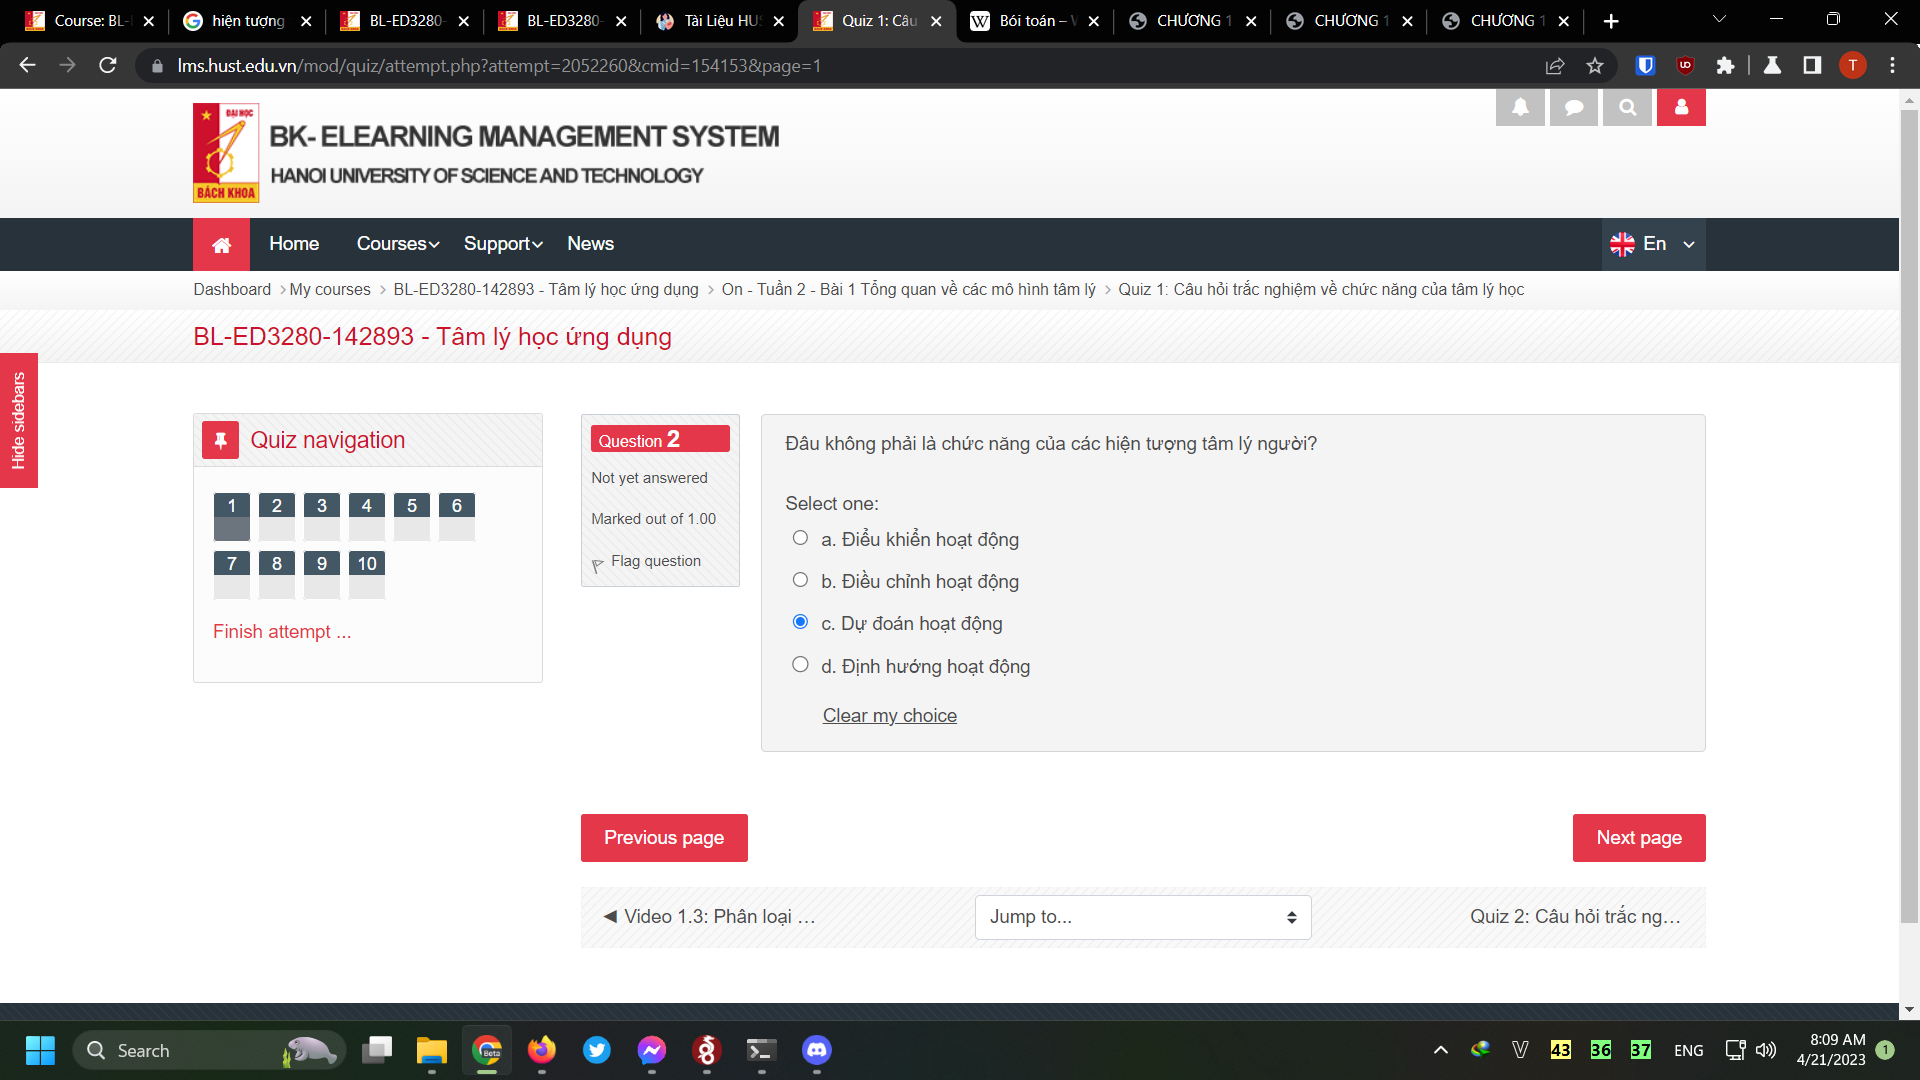 Course: BL-
hiện tượng
BL-ED3280-
BL-ED3280-
Tài Liệu HUS
Quiz 1: Câu
Bói toán – W
CHƯƠNG 1
CHƯƠNG 1
CHƯƠNG 1
lms.hust.edu.vn/mod/quiz/attempt.php?attempt=2052260&cmid=154153&page=1
T
ĐẠI HỌC
BÁCH KHOA
BK- ELEARNING MANAGEMENT SYSTEM
HANOI UNIVERSITY OF SCIENCE AND TECHNOLOGY
Home
Courses
Support
News
En
Dashboard
My courses
BL-ED3280-142893 - Tâm lý học ứng dụng
On - Tuần 2 - Bài 1 Tổng quan về các mô hình tâm lý
Quiz 1: Câu hỏi trắc nghiệm về chức năng của tâm lý học
BL-ED3280-142893 - Tâm lý học ứng dụng
Hide sidebars
Quiz navigation
1 2 3 4 5 6
7 8 9 10
Finish attempt ...
Question 2
Not yet answered
Marked out of 1.00
Flag question
Đâu không phải là chức năng của các hiện tượng tâm lý người?
Select one:
a. Điểu khiển hoạt động
b. Điều chỉnh hoạt động
c. Dự đoán hoạt động
d. Định hướng hoạt động
Clear my choice
Previous page
Next page
◄ Video 1.3: Phân loại …
Jump to...
Quiz 2: Câu hỏi trắc ng…
Search
Beta
43
36
37
ENG
8:09 AM
4/21/2023
1